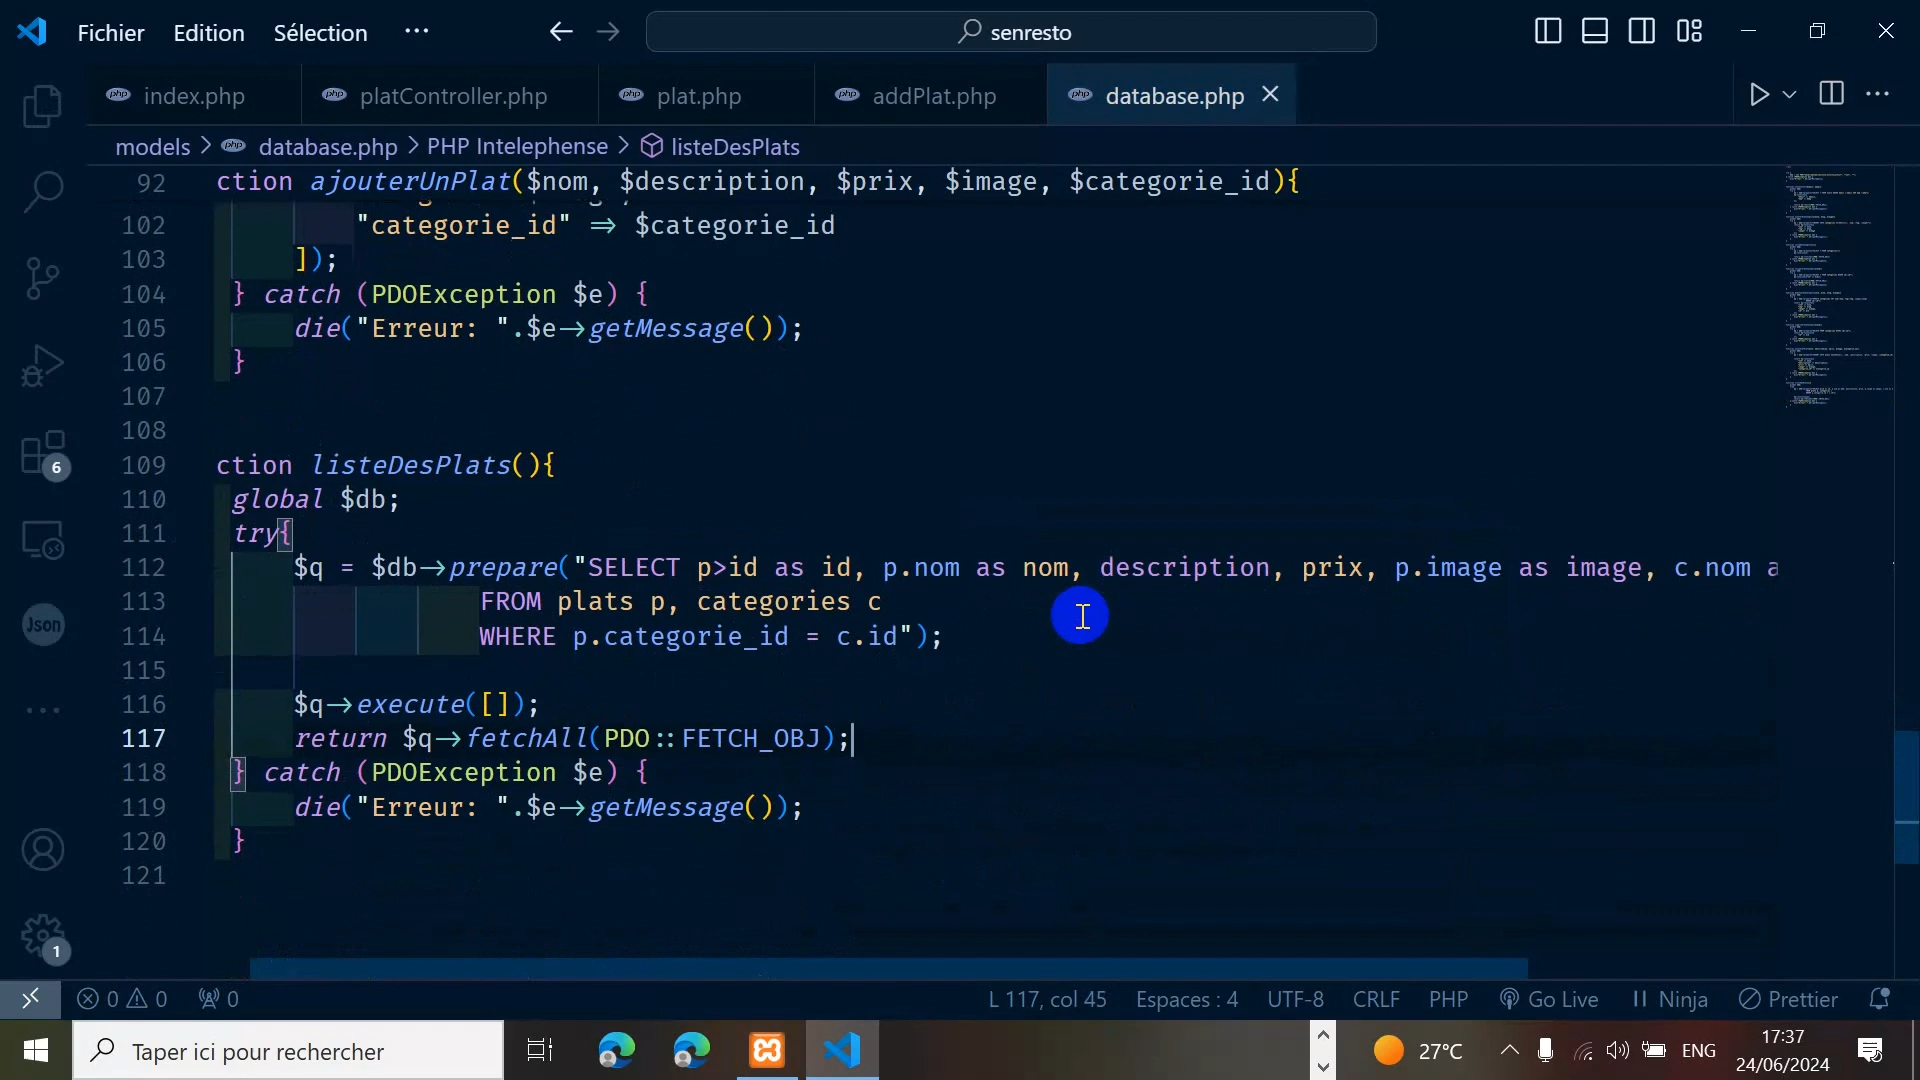 Fichier Edition Sélection ··· senresto
index.php platController.php plat.php addPlat.php database.php
models > database.php > PHP Intelephense > listeDesPlats
92 ction ajouterUnPlat($nom, $description, $prix, $image, $categorie_id){
102 "categorie_id" => $categorie_id
103 ]);
104 } catch (PDOException $e) {
105 die("Erreur: ".$e->getMessage());
106 }
107
108
109 ction listeDesPlats(){
110 global $db;
111 try{
112 $q = $db->prepare("SELECT p>id as id, p.nom as nom, description, prix, p.image as image, c.nom a
113 FROM plats p, categories c
114 WHERE p.categorie_id = c.id");
115
116 $q->execute([]);
117 return $q->fetchAll(PDO::FETCH_OBJ);
118 } catch (PDOException $e) {
119 die("Erreur: ".$e->getMessage());
120 }
121
6
Json
1
0 0 0 L 117, col 45 Espaces : 4 UTF-8 CRLF PHP Go Live Ninja Prettier
Taper ici pour rechercher 27°C ENG 17:37
24/06/2024